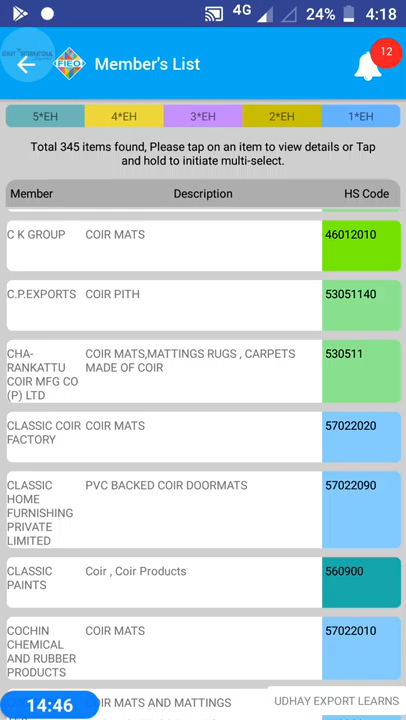 4G 24% 4:18
FIEO
Member's List
12
5*EH 4*EH 3*EH 2*EH 1*EH
Total 345 items found, Please tap on an item to view details or Tap
and hold to initiate multi-select.
Member Description HS Code
C K GROUP COIR MATS 46012010
C.P.EXPORTS COIR PITH 53051140
CHA- COIR MATS,MATTINGS RUGS , CARPETS 530511
RANKATTU MADE OF COIR
COIR MFG CO
(P) LTD
CLASSIC COIR COIR MATS 57022020
FACTORY
CLASSIC PVC BACKED COIR DOORMATS 57022090
HOME
FURNISHING
PRIVATE
LIMITED
CLASSIC Coir , Coir Products 560900
PAINTS
COCHIN COIR MATS 57022010
CHEMICAL
AND RUBBER
PRODUCTS
14:46 MATS AND MATTINGS
UDHAY EXPORT LEARNS